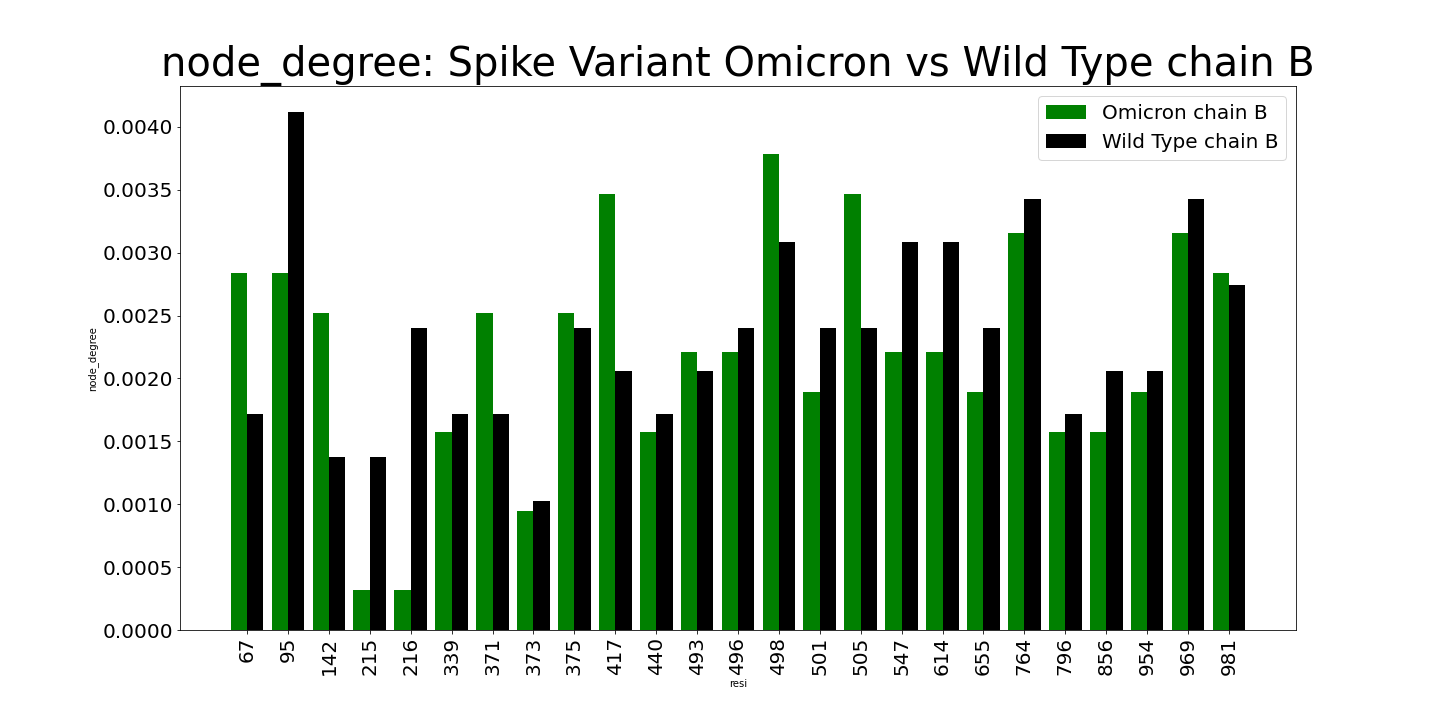 node_degree: Spike Variant Omicron vs Wild Type chain B
Omicron chain B
Wild Type chain B
0.0040
0.0035
0.0030
0.0025
0.0020
0.0015
0.0010
0.0005
0.0000
node_degree
67 95 142 215 216 339 371 373 375 417 440 493 496 498 501 505 547 614 655 764 796 856 954 969 981
resi